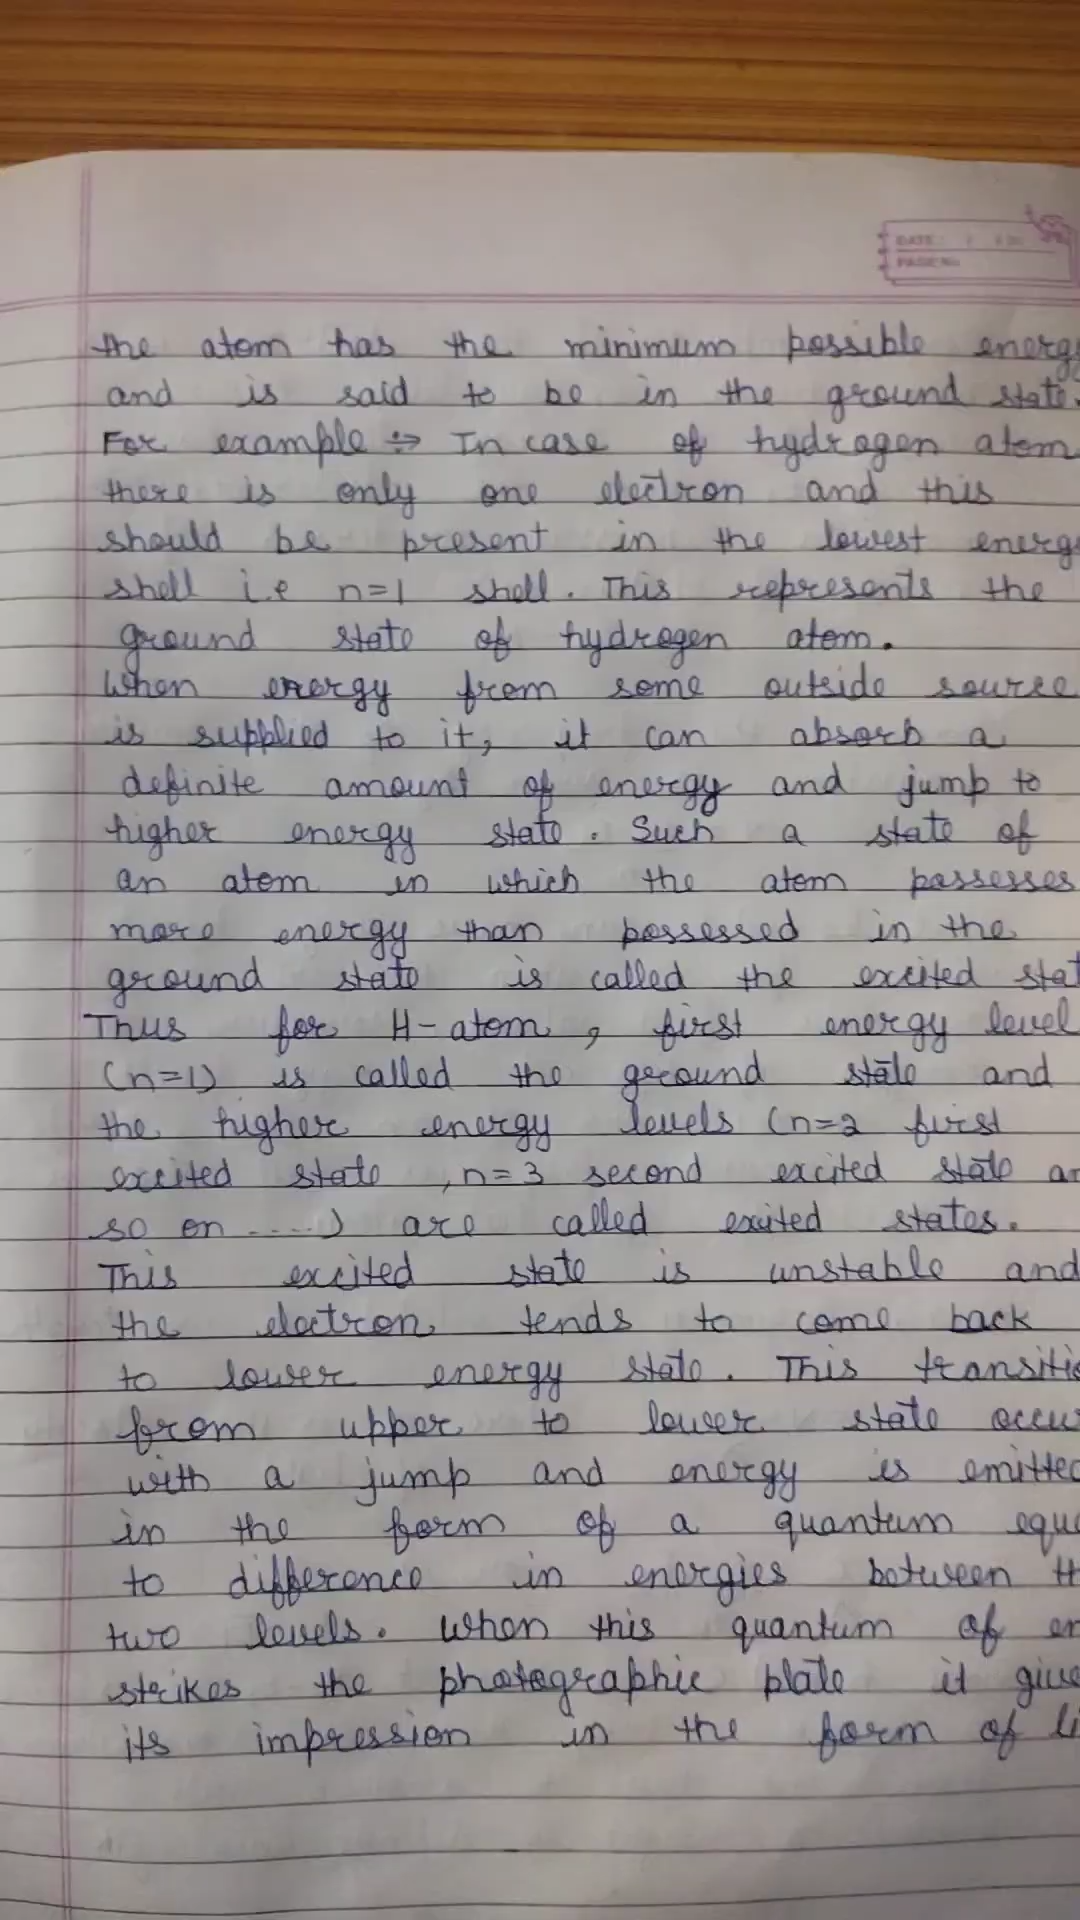 DATE:
PAGE No.
the atom has the minimum possible energy
and is said to be in the ground state.
For example :→ In case of hydrogen atom
there is only one electron and this
should be present in the lowest energy
shell i.e n=1 shell. This represents the
ground state of hydrogen atom.
When energy from some outside source
is supplied to it, it can absorb a
definite amount of energy and jump to
higher energy state. Such a state of
an atom in which the atom possesses
more energy than possessed in the
ground state is called the excited stat
Thus for H-atom, first energy level
(n=1) is called the ground state and
the higher energy levels (n=2 first
excited state, n=3 second excited state an
so on .....) are called exited states.
This excited state is unstable and
the electron tends to come back
to lower energy state. This transitio
from upper to lower state occur
with a jump and energy is emitted
in the form of a quantum equa
to difference in energies between th
two levels. When this quantum of en
strikes the photographic plate it give
its impression in the form of li